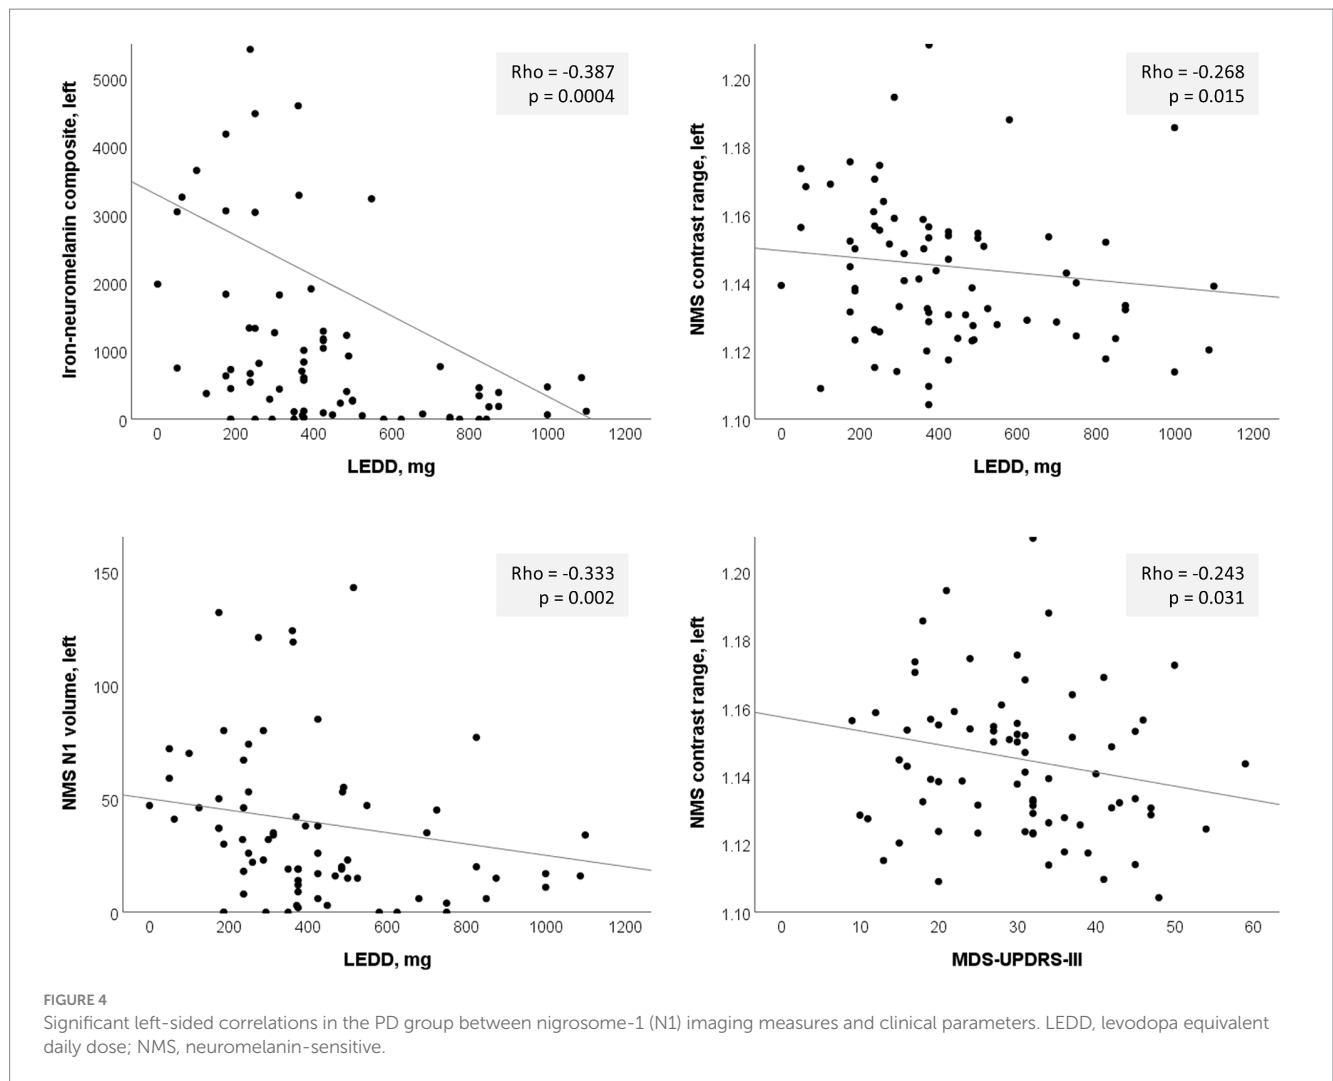 Rho = -0.387
p = 0.0004
Iron-neuromelanin composite, left
5000
4000
3000
2000
1000
0
0 200 400 600 800 1000 1200
LEDD, mg
Rho = -0.268
p = 0.015
NMS contrast range, left
1.20
1.18
1.16
1.14
1.12
1.10
0 200 400 600 800 1000 1200
LEDD, mg
Rho = -0.333
p = 0.002
NMS N1 volume, left
150
100
50
0
0 200 400 600 800 1000 1200
LEDD, mg
Rho = -0.243
p = 0.031
NMS contrast range, left
1.20
1.18
1.16
1.14
1.12
1.10
0 10 20 30 40 50 60
MDS-UPDRS-III
FIGURE 4
Significant left-sided correlations in the PD group between nigrosome-1 (N1) imaging measures and clinical parameters. LEDD, levodopa equivalent
daily dose; NMS, neuromelanin-sensitive.